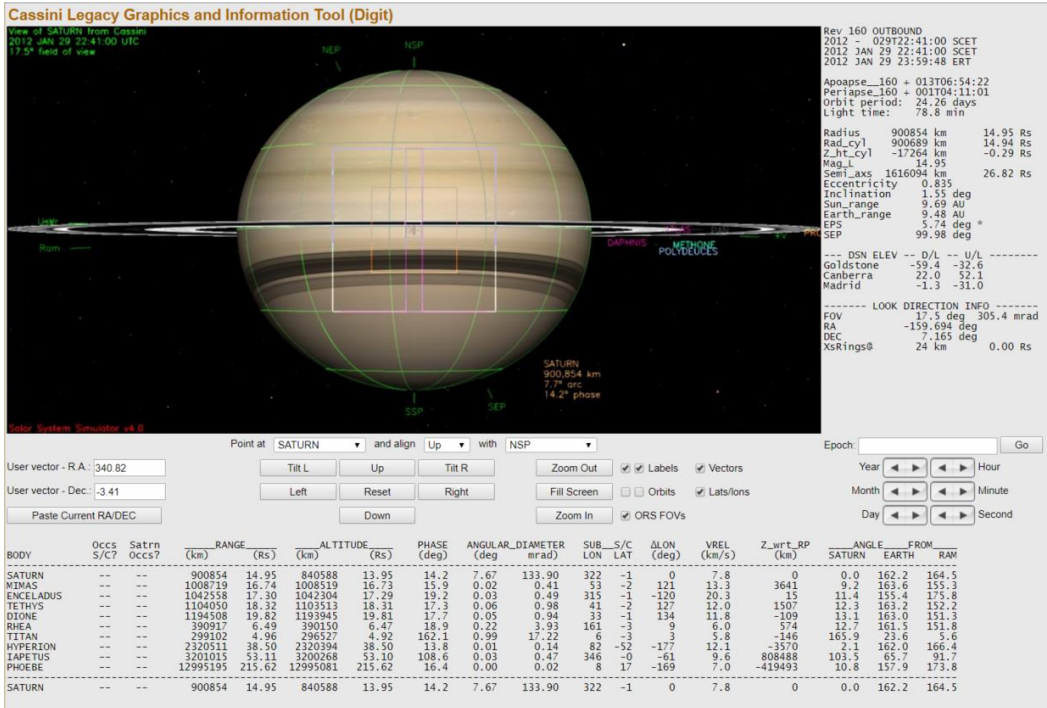 Cassini Legacy Graphics and Information Tool (Digit)
View of SATURN from Cassini
2012 JAN 29 22:41:00 UTC
17.5° field of view
NEP
NSP
Rom
DAPHNIS
METHONE
POLYDEUCES
SATURN
900,854 km
7.7° arc
14.2° phase
SSP
SEP
Solar System Simulator v4.0
Rev 160 OUTBOUND
2012 - 029T22:41:00 SCET
2012 JAN 29 22:41:00 SCET
2012 JAN 29 23:59:48 ERT
Apoapse__160 + 013T06:54:22
Periapse_160 + 001T04:11:01
Orbit period: 24.26 days
Light time: 78.8 min
Radius 900854 km 14.95 Rs
Rad_cyl 900689 km 14.94 Rs
Z_ht_cyl -17264 km -0.29 Rs
Mag_L 14.95
Semi_axs 1616094 km 26.82 Rs
Eccentricity 0.835
Inclination 1.55 deg
Sun_range 9.69 AU
Earth_range 9.48 AU
EPS 5.74 deg *
SEP 99.98 deg
--- DSN ELEV -- D/L -- U/L --------
Goldstone -59.4 -32.6
Canberra 22.0 52.1
Madrid -1.3 -31.0
------- LOOK DIRECTION INFO -------
FOV 17.5 deg 305.4 mrad
RA -159.694 deg
DEC 7.165 deg
XsRings@ 24 km 0.00 Rs
Point at SATURN and align Up with NSP
Epoch: Go
User vector - R.A.: 340.82
Tilt L Up Tilt R Zoom Out Labels Vectors
Year Hour
User vector - Dec.: -3.41
Left Reset Right Fill Screen Orbits Lats/lons
Month Minute
Paste Current RA/DEC
Down Zoom In ORS FOVs
Day Second
Occs Satrn ____RANGE____ ____ALTITUDE____ PHASE ANGULAR_DIAMETER SUB__S/C ΔLON VREL Z_wrt_RP ____ANGLE__FROM____
BODY S/C? Occs? (km) (Rs) (km) (Rs) (deg) (deg mrad) LON LAT (deg) (km/s) (km) SATURN EARTH RAM
SATURN -- -- 900854 14.95 840588 13.95 14.2 7.67 133.90 322 -1 0 7.8 0 0.0 162.2 164.5
MIMAS -- -- 1008719 16.74 1008519 16.73 15.9 0.02 0.41 53 -2 121 13.3 3641 9.2 163.6 155.3
ENCELADUS -- -- 1042558 17.30 1042304 17.29 19.2 0.03 0.49 315 -1 -120 20.3 15 11.4 155.4 175.8
TETHYS -- -- 1104050 18.32 1103513 18.31 17.3 0.06 0.98 41 -2 127 12.0 1507 12.3 163.2 152.2
DIONE -- -- 1194508 19.82 1193945 19.81 17.7 0.05 0.94 33 -1 134 11.8 -109 13.1 163.0 151.3
RHEA -- -- 390917 6.49 390150 6.47 18.9 0.22 3.93 161 -3 9 6.0 574 12.7 161.5 151.8
TITAN -- -- 299102 4.96 296527 4.92 162.1 0.99 17.22 6 -3 3 5.8 -146 165.9 23.6 5.6
HYPERION -- -- 2320511 38.50 2320394 38.50 13.8 0.01 0.14 82 -52 -177 12.1 -3570 2.1 162.0 166.4
IAPETUS -- -- 3201015 53.11 3200268 53.10 108.6 0.03 0.47 346 -0 -61 9.6 808488 103.5 65.7 91.7
PHOEBE -- -- 12995195 215.62 12995081 215.62 16.4 0.00 0.02 8 17 -169 7.0 -419493 10.8 157.9 173.8
SATURN -- -- 900854 14.95 840588 13.95 14.2 7.67 133.90 322 -1 0 7.8 0 0.0 162.2 164.5